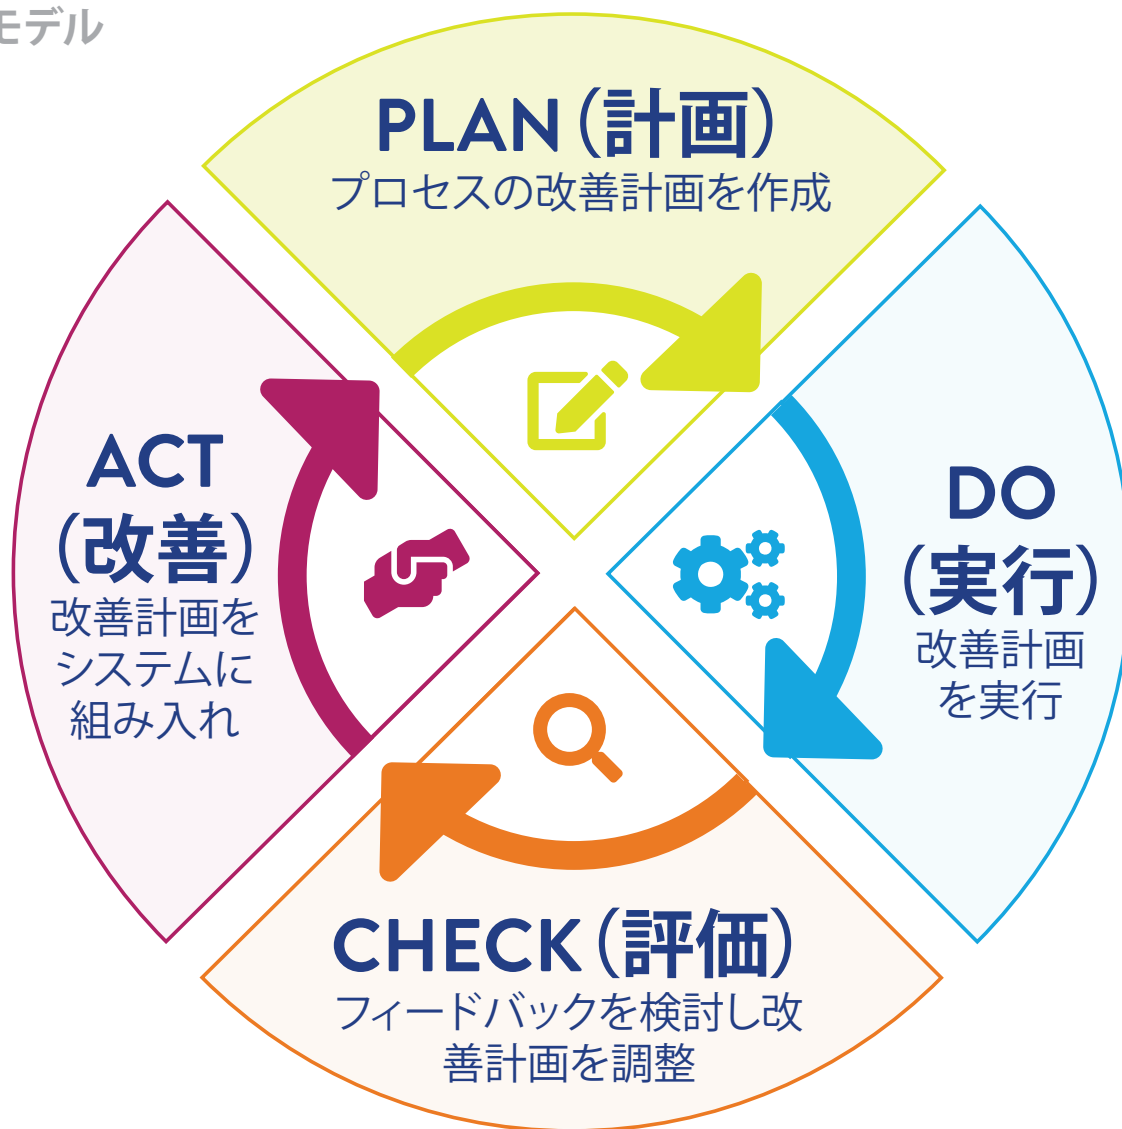 モデル
PLAN（計画）
プロセスの改善計画を作成
DO
（実行）
改善計画
を実行
CHECK（評価）
フィードバックを検討し改
善計画を調整
ACT
（改善）
改善計画を
システムに
組み入れ